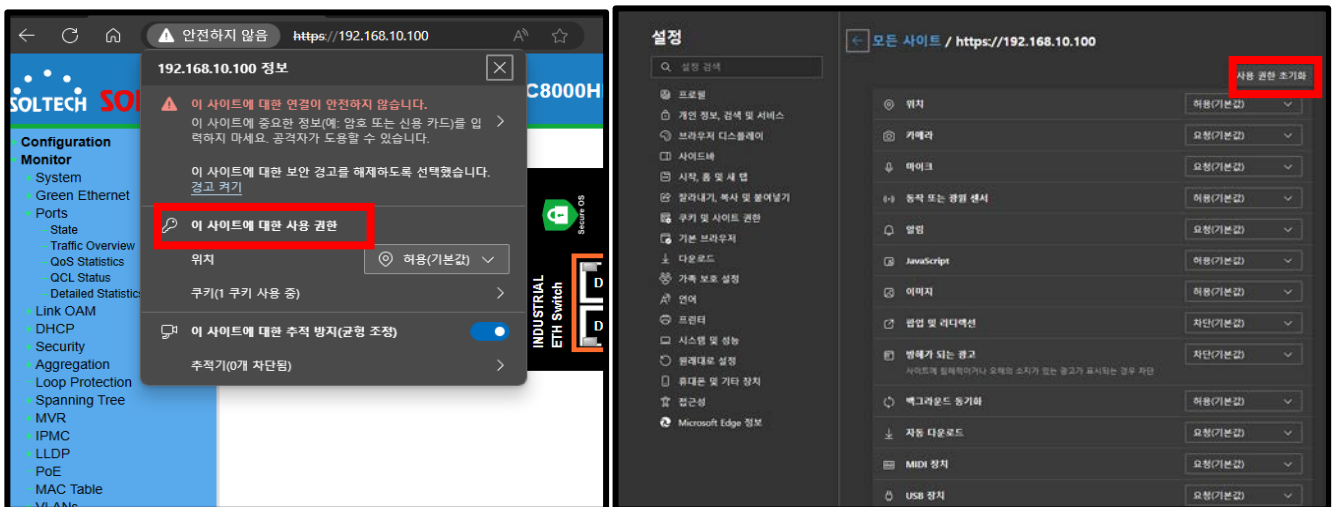 안전하지 않음
https://192.168.10.100
A
SOLTECH
SOL
C8000H
192.168.10.100 정보
이 사이트에 대한 연결이 안전하지 않습니다.
이 사이트에 중요한 정보(예: 암호 또는 신용 카드)를 입
력하지 마세요. 공격자가 도용할 수 있습니다.
이 사이트에 대한 보안 경고를 해제하도록 선택했습니다.
경고 켜기
이 사이트에 대한 사용 권한
위치
허용(기본값)
쿠키(1 쿠키 사용 중)
이 사이트에 대한 추적 방지(균형 조정)
추적기(0개 차단됨)
Configuration
Monitor
System
Green Ethernet
Ports
State
Traffic Overview
QoS Statistics
QCL Status
Detailed Statistics
Link OAM
DHCP
Security
Aggregation
Loop Protection
Spanning Tree
MVR
IPMC
LLDP
PoE
MAC Table
VLANs
Secure OS
INDUSTRIAL
ETH Switch
D
D
설정
설정 검색
프로필
개인 정보, 검색 및 서비스
브라우저 디스플레이
사이드바
시작, 홈 및 새 탭
잘라내기, 복사 및 붙여넣기
쿠키 및 사이트 권한
기본 브라우저
다운로드
가족 보호 설정
언어
프린터
시스템 및 성능
원래대로 설정
휴대폰 및 기타 장치
접근성
Microsoft Edge 정보
모든 사이트 / https://192.168.10.100
사용 권한 초기화
위치 허용(기본값)
카메라 요청(기본값)
마이크 요청(기본값)
동작 또는 광원 센서 허용(기본값)
알림 요청(기본값)
JavaScript 허용(기본값)
이미지 허용(기본값)
팝업 및 리디렉션 차단(기본값)
방해가 되는 광고 차단(기본값)
사이트에 침해적이거나 오해의 소지가 있는 광고가 표시되는 경우 차단
백그라운드 동기화 허용(기본값)
자동 다운로드 요청(기본값)
MIDI 장치 요청(기본값)
USB 장치 요청(기본값)